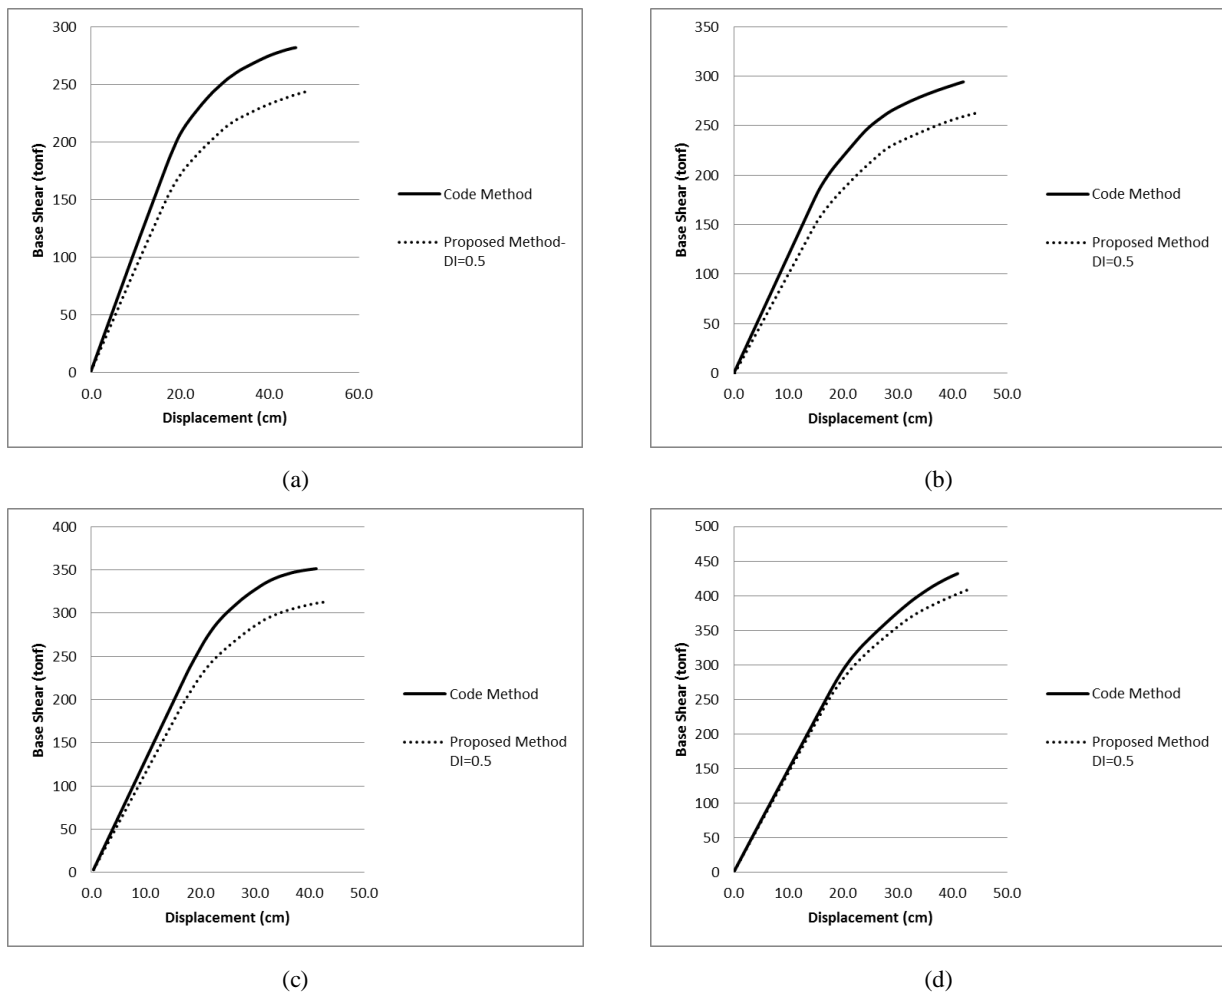 300
250
200
150
100
50
0
0.0 20.0 40.0 60.0
Base Shear (tonf)
Displacement (cm)
Code Method
Proposed Method-
DI=0.5
(a)
350
300
250
200
150
100
50
0
0.0 10.0 20.0 30.0 40.0 50.0
Base Shear (tonf)
Displacement (cm)
Code Method
Proposed Method
DI=0.5
(b)
400
350
300
250
200
150
100
50
0
0.0 10.0 20.0 30.0 40.0 50.0
Base Shear (tonf)
Displacement (cm)
Code Method
Proposed Method
DI=0.5
(c)
500
450
400
350
300
250
200
150
100
50
0
0.0 10.0 20.0 30.0 40.0 50.0
Base Shear (tonf)
Displacement (cm)
Code Method
Proposed Method
DI=0.5
(d)